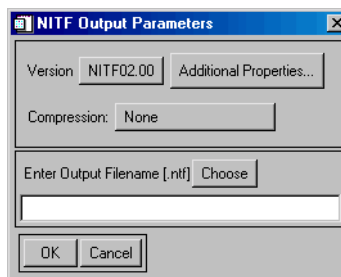 NITF Output Parameters
Version NITF02.00 Additional Properties...
Compression: None
Enter Output Filename [.ntf] Choose
OK Cancel